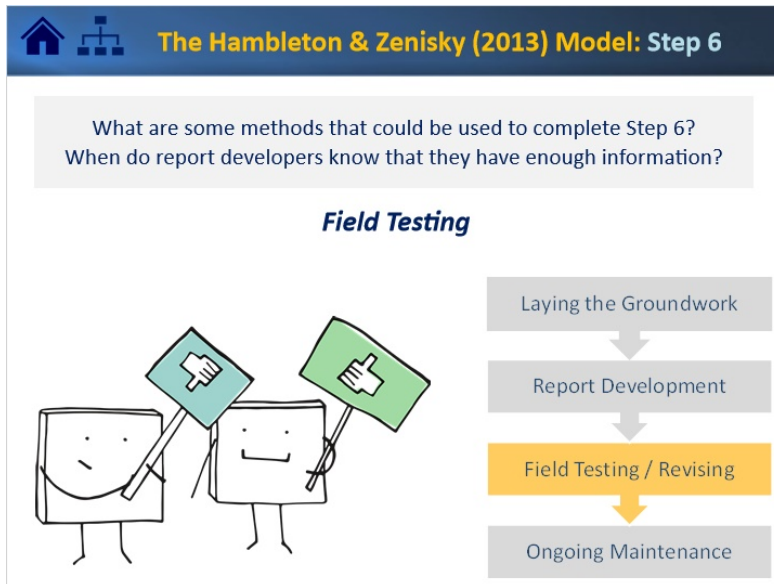 The Hambleton & Zenisky (2013) Model: Step 6
What are some methods that could be used to complete Step 6?
When do report developers know that they have enough information?
Field Testing
Laying the Groundwork
Report Development
Field Testing / Revising
Ongoing Maintenance